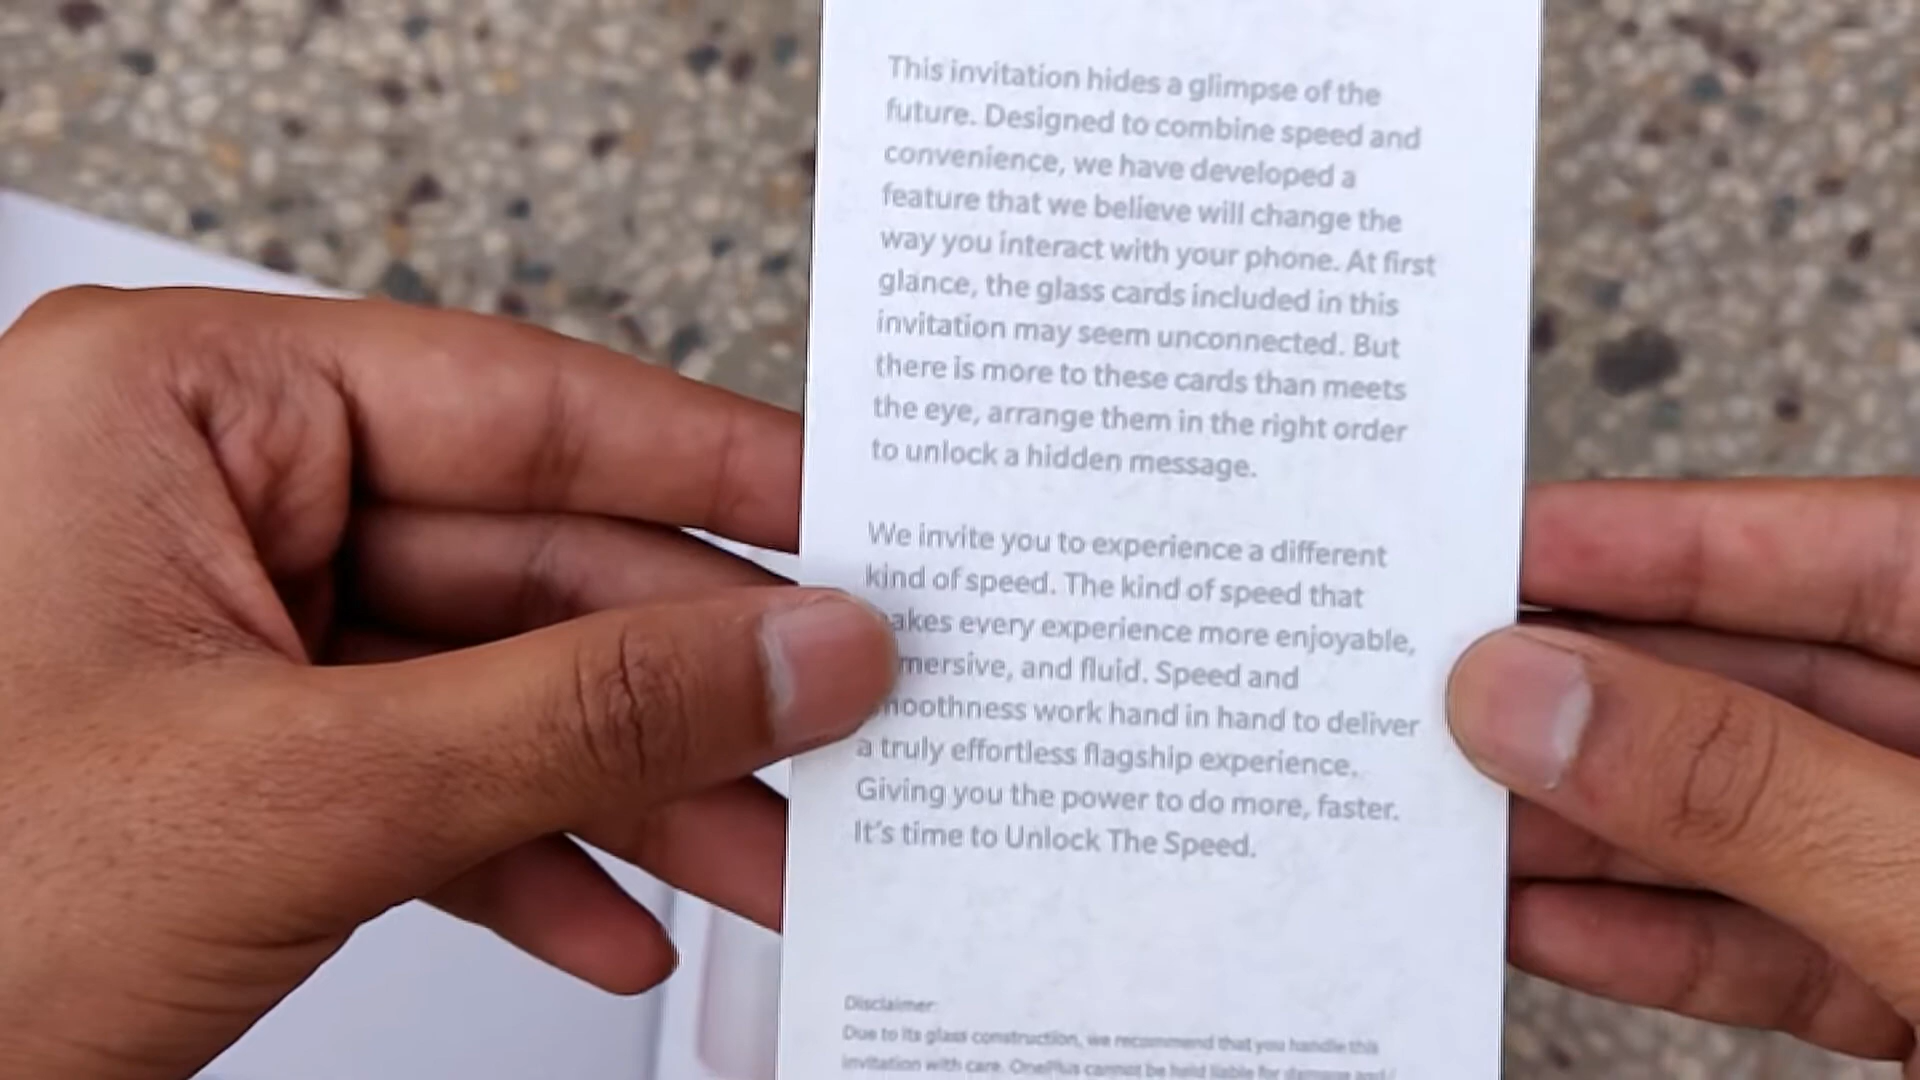 This invitation hides a glimpse of the
future. Designed to combine speed and
convenience, we have developed a
feature that we believe will change the
way you interact with your phone. At first
glance, the glass cards included in this
invitation may seem unconnected. But
there is more to these cards than meets
the eye, arrange them in the right order
to unlock a hidden message.
We invite you to experience a different
kind of speed. The kind of speed that
akes every experience more enjoyable,
mersive, and fluid. Speed and
moothness work hand in hand to deliver
a truly effortless flagship experience.
Giving you the power to do more, faster.
It's time to Unlock The Speed.
Disclaimer:
Due to its glass construction, we recommend that you handle this
invitation with care. OnePlus cannot be held liable for damage and/